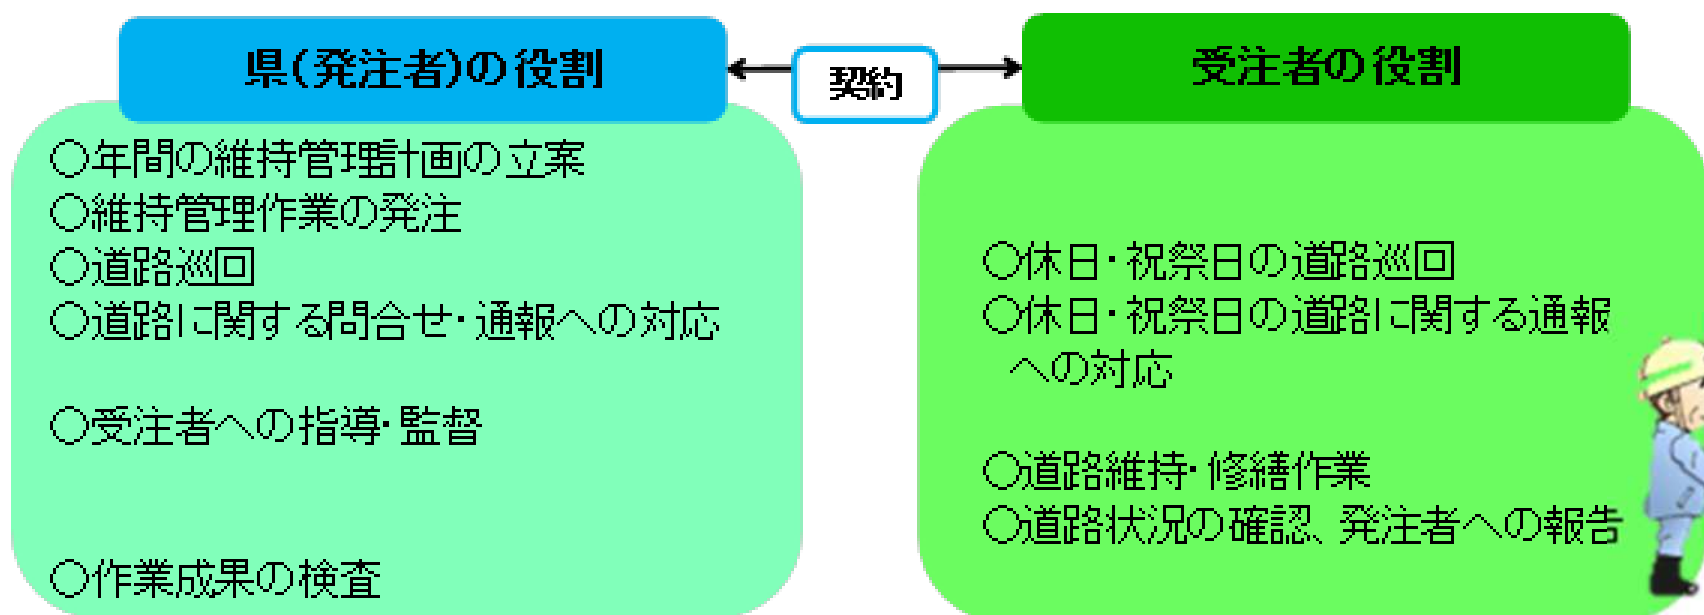 県(発注者)の役割
契約
受注者の役割
○年間の維持管理計画の立案
○維持管理作業の発注
○道路巡回
○道路に関する問合せ・通報への対応
○受注者への指導・監督
○作業成果の検査
○休日・祝祭日の道路巡回
○休日・祝祭日の道路に関する通報
への対応
○道路維持・修繕作業
○道路状況の確認、発注者への報告